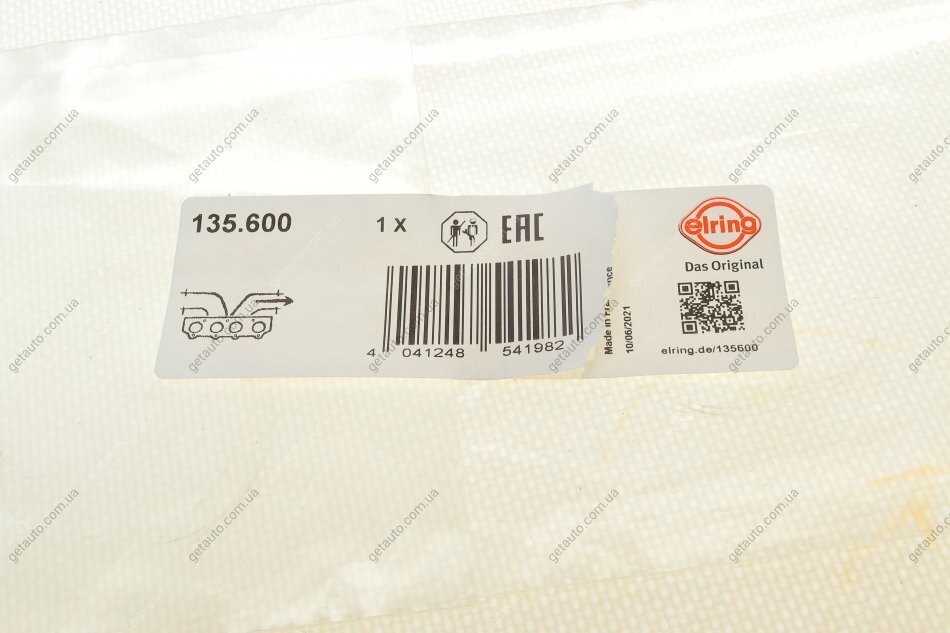 135.600
1 X
EAC
elring
Das Original
4 041248 541982
Made in France
10/06/2021
elring.de/135600
getauto.com.ua